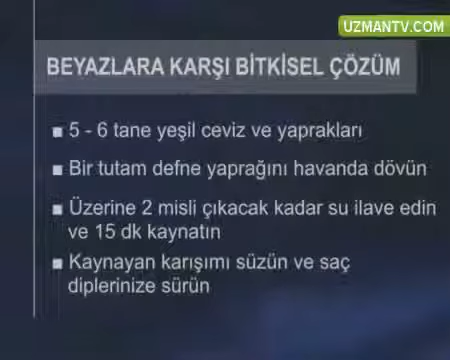 UZMANTV.COM
BEYAZLARA KARŞI BİTKİSEL ÇÖZÜM
▪ 5 - 6 tane yeşil ceviz ve yaprakları
▪ Bir tutam defne yaprağını havanda dövün
▪ Üzerine 2 misli çıkacak kadar su ilave edin
ve 15 dk kaynatın
▪ Kaynayan karışımı süzün ve saç
diplerinize sürün